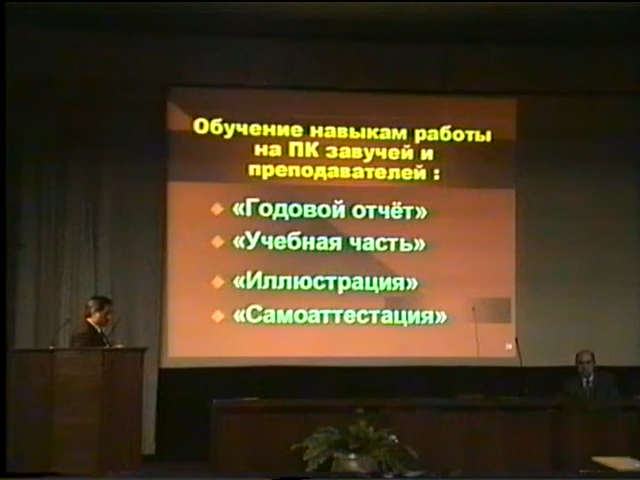 Обучение навыкам работы
на ПК завучей и
преподавателей :
«Годовой отчёт»
«Учебная часть»
«Иллюстрация»
«Самоаттестация»